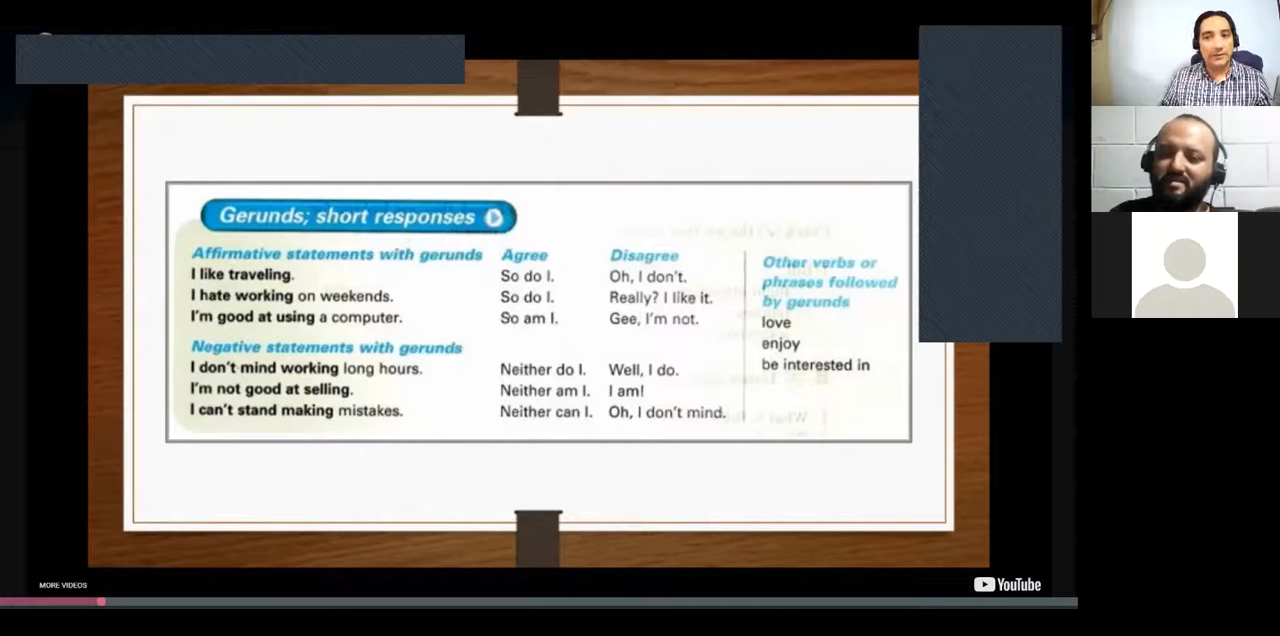 Gerunds; short responses
Affirmative statements with gerunds Agree Disagree
I like traveling. So do I. Oh, I don't.
I hate working on weekends. So do I. Really? I like it.
I'm good at using a computer. So am I. Gee, I'm not.
Negative statements with gerunds
I don't mind working long hours. Neither do I. Well, I do.
I'm not good at selling. Neither am I. I am!
I can't stand making mistakes. Neither can I. Oh, I don't mind.
Other verbs or
phrases followed
by gerunds
love
enjoy
be interested in
MORE VIDEOS
YouTube